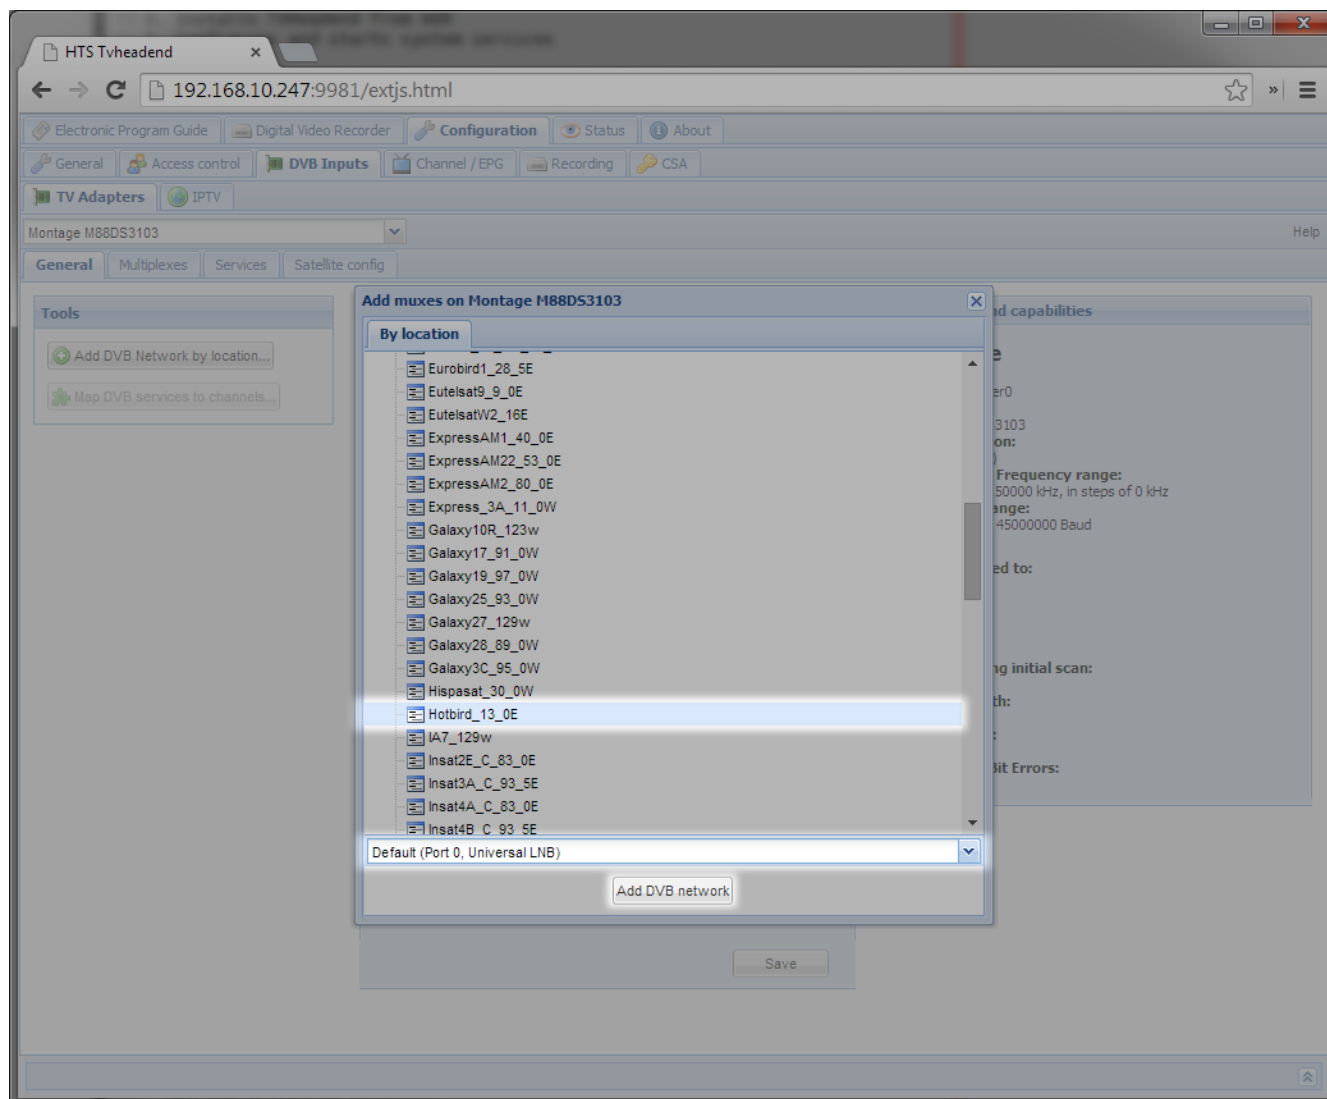 HTS Tvheadend
192.168.10.247:9981/extjs.html
Electronic Program Guide Digital Video Recorder Configuration Status About
General Access control DVB Inputs Channel / EPG Recording CSA
TV Adapters IPTV
Montage M88DS3103 Help
General Multiplexes Services Satellite config
Tools
Add DVB Network by location...
Map DVB services to channels...
Add muxes on Montage M88DS3103
By location
Eurobird1_28_5E
Eutelsat9_9_0E
EutelsatW2_16E
ExpressAM1_40_0E
ExpressAM22_53_0E
ExpressAM2_80_0E
Express_3A_11_0W
Galaxy10R_123w
Galaxy17_91_0W
Galaxy19_97_0W
Galaxy25_93_0W
Galaxy27_129w
Galaxy28_89_0W
Galaxy3C_95_0W
Hispasat_30_0W
Hotbird_13_0E
IA7_129w
Insat2E_C_83_0E
Insat3A_C_93_5E
Insat4A_C_83_0E
Insat4B_C_93_5E
Default (Port 0, Universal LNB)
Add DVB network
Save
d capabilities
e
er0
3103
on:
)
Frequency range:
50000 kHz, in steps of 0 kHz
ange:
45000000 Baud
ed to:
ng initial scan:
th:
:
Bit Errors: